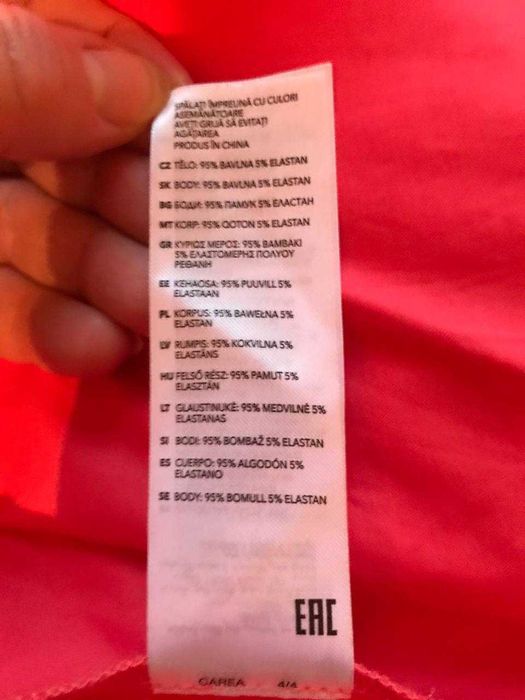 SPĂLAȚI ÎMPREUNĂ CU CULORI
ASEMĂNĂTOARE
AVEȚI GRIJĂ SĂ EVITAȚI
AGĂȚAREA
PRODUS ÎN CHINA
CZ TĚLO: 95% BAVLNA 5% ELASTAN
SK BODY: 95% BAVLNA 5% ELASTAN
BG БОДИ: 95% ПАМУК 5% ЕЛАСТАН
MT KORP: 95% QOTON 5% ELASTAN
GR ΚΥΡΙΟΣ ΜΕΡΟΣ: 95% ΒΑΜΒΑΚΙ
5% ΕΛΑΣΤΟΜΕΡΗΣ ΠΟΛΥΟΥ
ΡΕΘΑΝΗ
EE KEHAOSA: 95% PUUVILL 5%
ELASTAAN
PL KORPUS: 95% BAWEŁNA 5%
ELASTAN
LV RUMPIS: 95% KOKVILNA 5%
ELASTĀNS
HU FELSŐ RÉSZ: 95% PAMUT 5%
ELASZTÁN
LT GLAUSTINUKĖ: 95% MEDVILNĖ 5%
ELASTANAS
SI BODI: 95% BOMBAŽ 5% ELASTAN
ES CUERPO: 95% ALGODÓN 5%
ELASTANO
SE BODY: 95% BOMULL 5% ELASTAN
EAC
CAREA 4/4